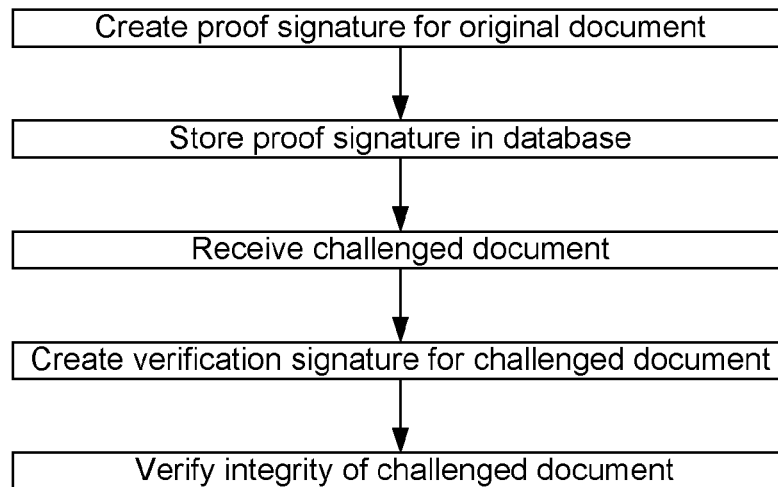 Create proof signature for original document
Store proof signature in database
Receive challenged document
Create verification signature for challenged document
Verify integrity of challenged document